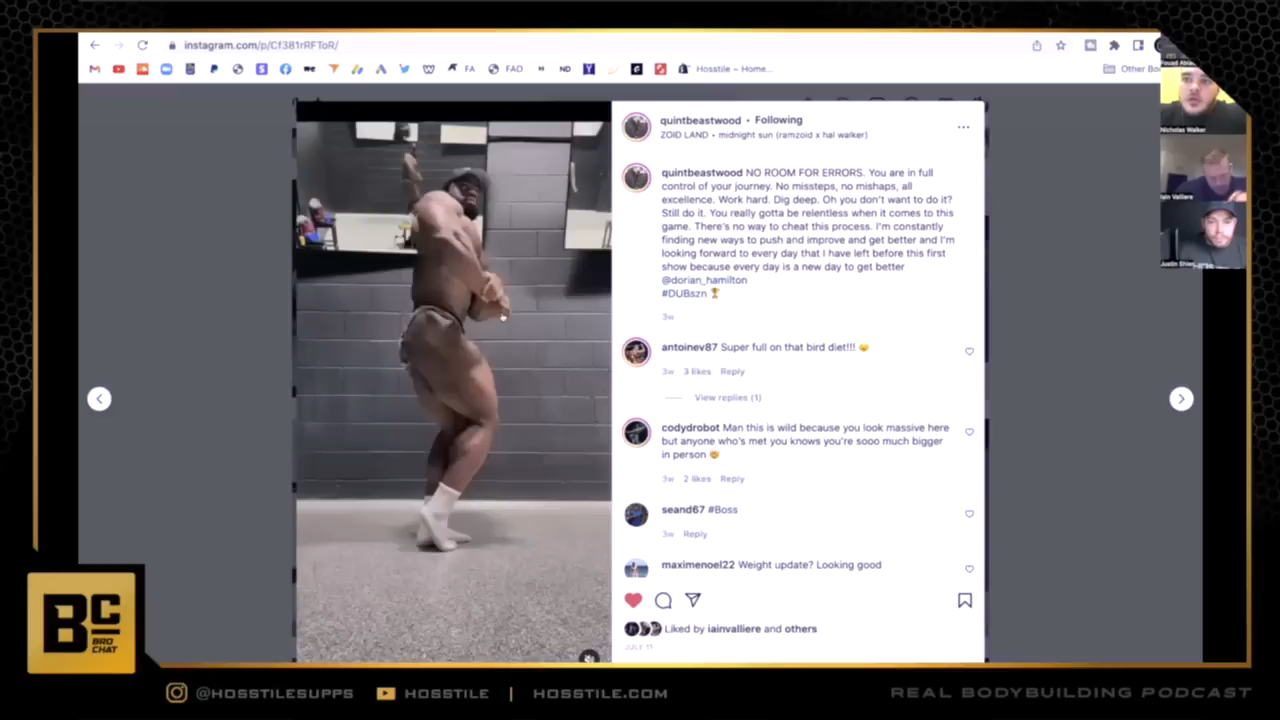 instagram.com/p/Cf381rRFToR/
FA
FAD
ND
Hosstile – Home...
Other Bo
quintbeastwood • Following
ZOID LAND • midnight sun (ramzoid x hal walker)
quintbeastwood NO ROOM FOR ERRORS. You are in full
control of your journey. No missteps, no mishaps, all
excellence. Work hard. Dig deep. Oh you don't want to do it?
Still do it. You really gotta be relentless when it comes to this
game. There's no way to cheat this process. I'm constantly
finding new ways to push and improve and get better and I'm
looking forward to every day that I have left before this first
show because every day is a new day to get better
@dorian_hamilton
#DUBszn 🏆
3w
antoinev87 Super full on that bird diet!!!
3w 3 likes Reply
View replies (1)
codydrobot Man this is wild because you look massive here
but anyone who's met you knows you're sooo much bigger
in person
3w 2 likes Reply
seand67 #Boss
3w Reply
maximenoel22 Weight update? Looking good
Liked by iainvalliere and others
JULY 11
Nicholas Walker
Iain Valliere
BC
BRO
CHAT
@HOSSTILESUPPS
HOSSTILE | HOSSTILE.COM
REAL BODYBUILDING PODCAST